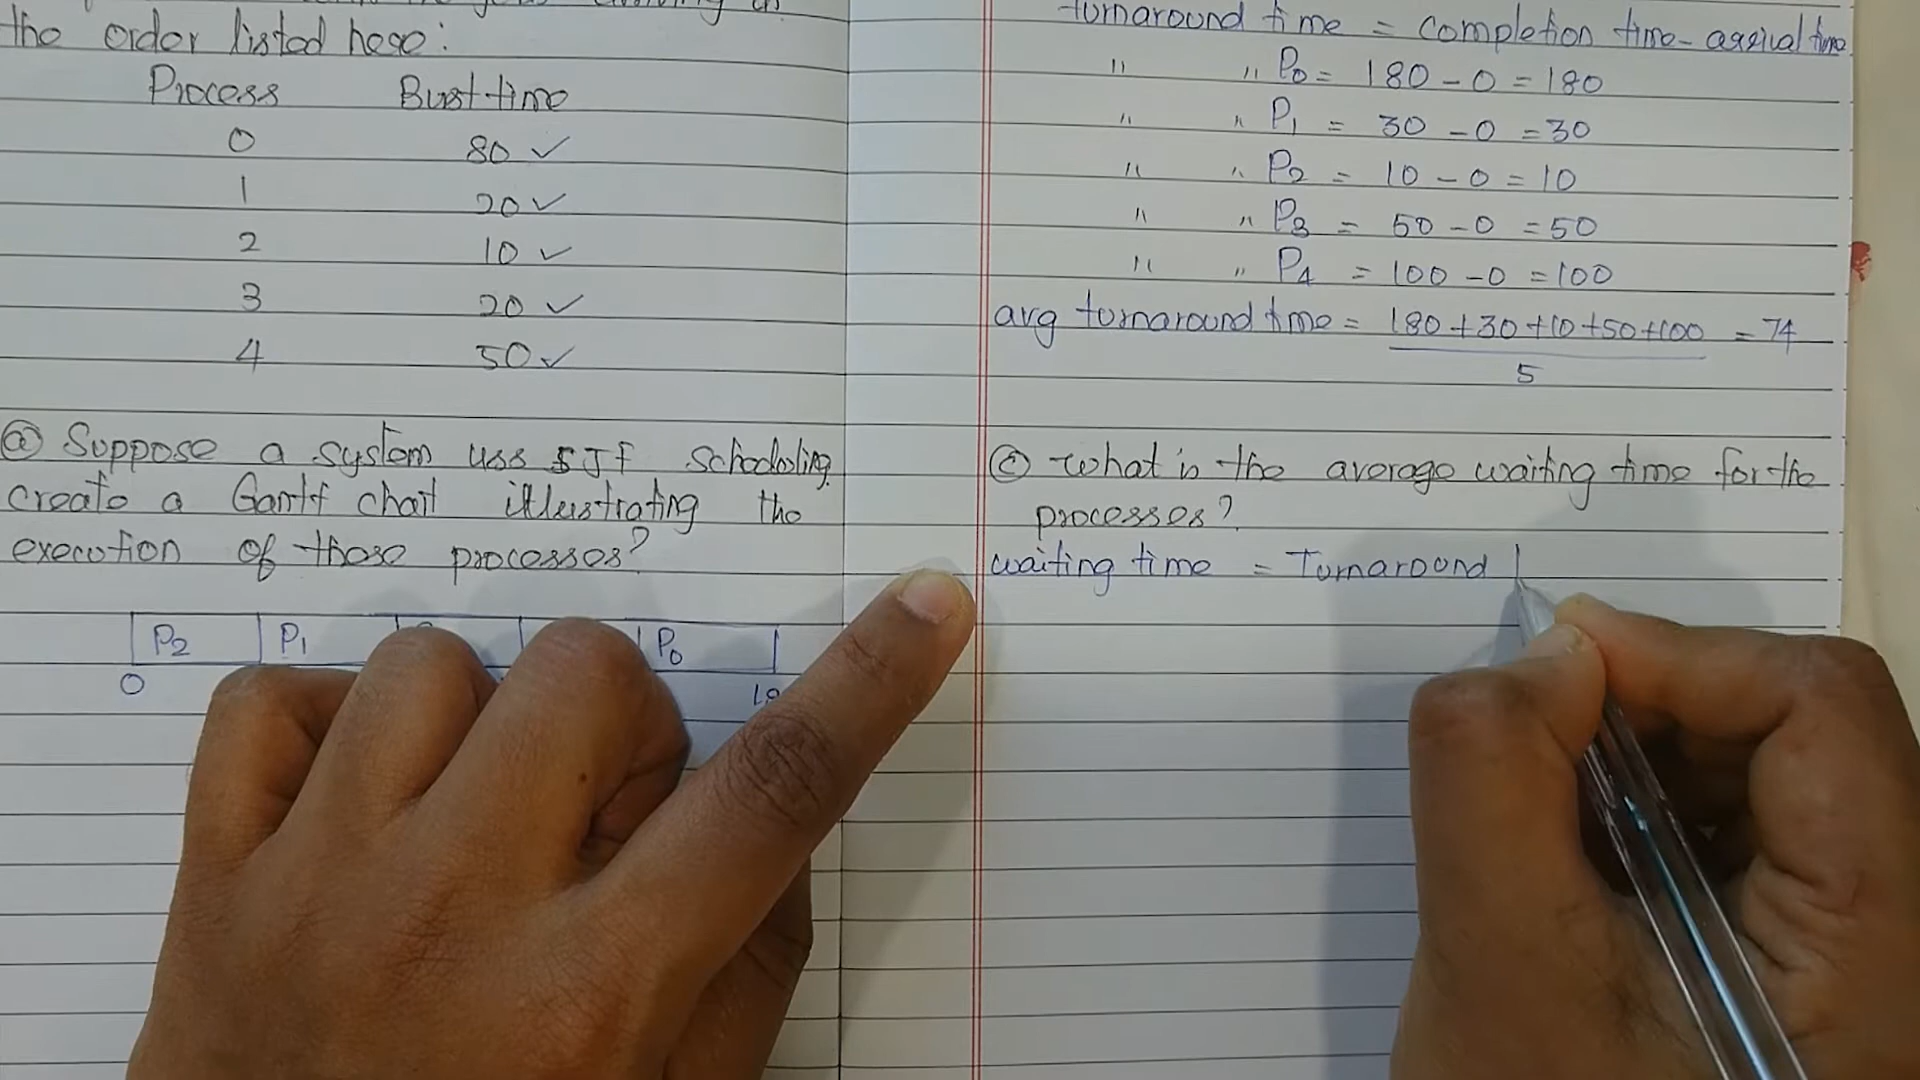 the order listed here:
Process Burst time
0 80 ✓
1 20 ✓
2 10 ✓
3 20 ✓
4 50 ✓
ⓐ Suppose a system uses SJF scheduling
create a Gantt chart illustrating the
execution of these processes?
P2 P1 P0
0
turnaround time = completion time - arrival time
" " P0 = 180 - 0 = 180
" " P1 = 30 - 0 = 30
" " P2 = 10 - 0 = 10
" " P3 = 50 - 0 = 50
" " P4 = 100 - 0 = 100
avg turnaround time = 180+30+10+50+100 = 74
5
ⓒ What is the average waiting time for the
processes?
waiting time = Turnaround